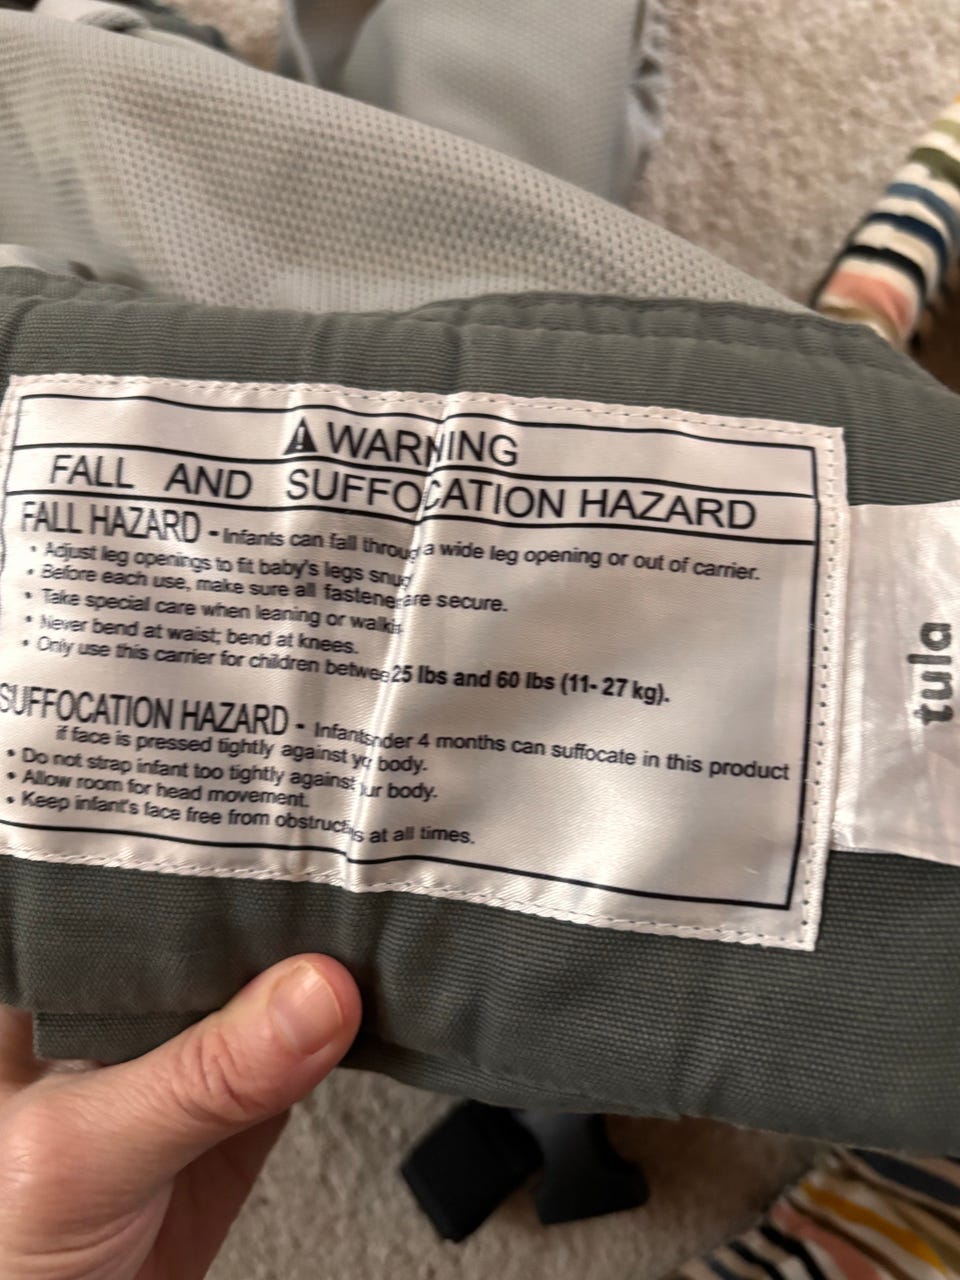 WARNING
FALL AND SUFFOCATION HAZARD
FALL HAZARD - Infants can fall throug a wide leg opening or out of carrier.
• Adjust leg openings to fit baby's legs snug
• Before each use, make sure all fastene are secure.
• Take special care when leaning or walki
• Never bend at waist; bend at knees.
• Only use this carrier for children betwee 25 lbs and 60 lbs (11- 27 kg).
SUFFOCATION HAZARD - Infants nder 4 months can suffocate in this product
if face is pressed tightly against yo body.
• Do not strap infant too tightly against ur body.
• Allow room for head movement.
• Keep infant's face free from obstruct s at all times.
tula